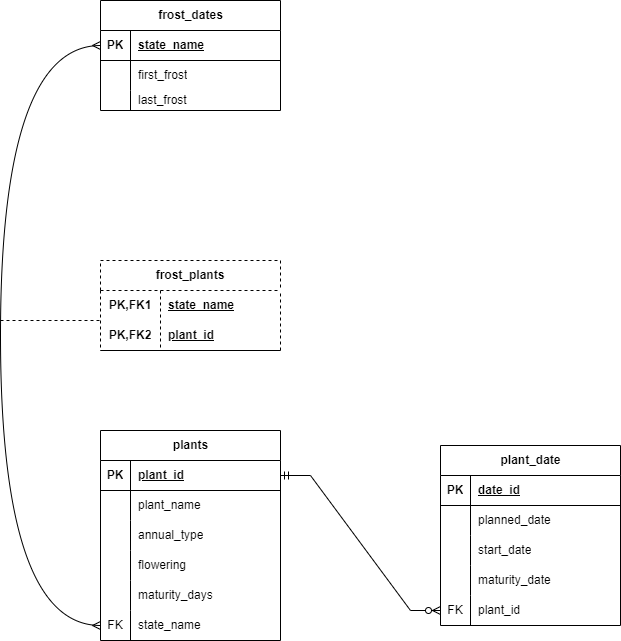 frost_dates
PK state_name
first_frost
last_frost
frost_plants
PK,FK1 state_name
PK,FK2 plant_id
plants
PK plant_id
plant_name
annual_type
flowering
maturity_days
FK state_name
plant_date
PK date_id
planned_date
start_date
maturity_date
FK plant_id